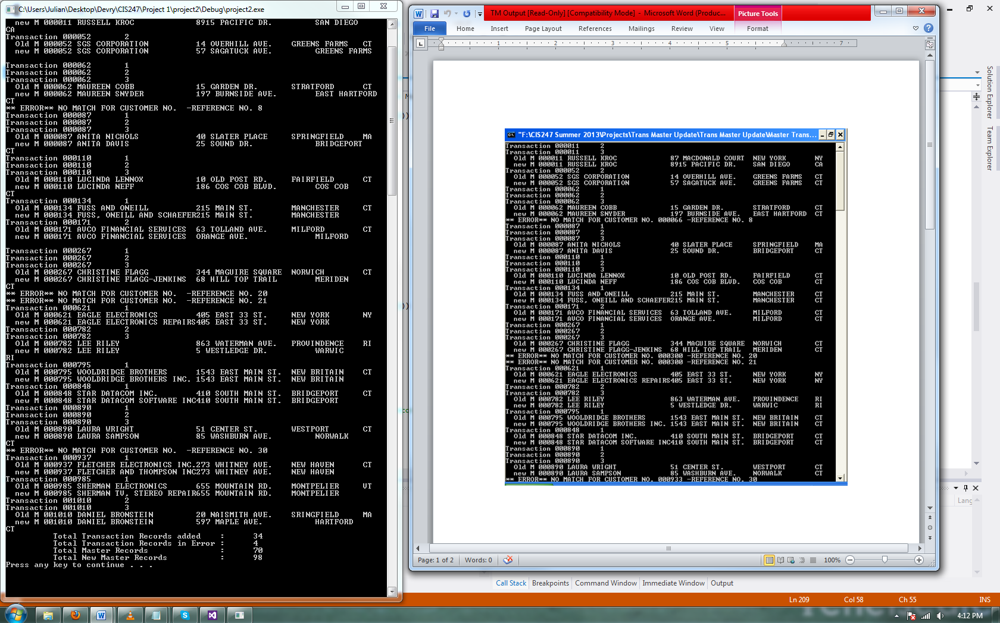 C:\Users\Julian\Desktop\Devry\CIS247\Project 1\project2\Debug\project2.exe
new M 000011 RUSSELL KROC 8915 PACIFIC DR. SAN DIEGO
CA
Transaction 000052 2
Old M 000052 SGS CORPORATION 14 OVERHILL AVE. GREENS FARMS CT
new M 000052 SGS CORPORATION 57 SAGATUCK AVE. GREENS FARMS
Transaction 000062 1
Transaction 000062 2
Transaction 000062 3
Old M 000062 MAUREEN COBB 15 GARDEN DR. STRATFORD CT
new M 000062 MAUREEN SNYDER 197 BURNSIDE AVE. EAST HARTFORD
CT
** ERROR** NO MATCH FOR CUSTOMER NO. -REFERENCE NO. 8
Transaction 000087 1
Transaction 000087 2
Transaction 000087 3
Old M 000087 ANITA NICHOLS 40 SLATER PLACE SPRINGFIELD MA
new M 000087 ANITA DAVIS 25 SOUND DR. BRIDGEPORT
CT
Transaction 000110 1
Transaction 000110 2
Transaction 000110 3
Old M 000110 LUCINDA LENNOX 10 OLD POST RD. FAIRFIELD CT
new M 000110 LUCINDA NEFF 186 COS COB BLVD. COS COB
CT
Transaction 000134 1
Old M 000134 FUSS AND ONEILL 215 MAIN ST. MANCHESTER CT
new M 000134 FUSS, ONEILL AND SCHAEFER215 MAIN ST. MANCHESTER
Transaction 000171 2
Old M 000171 AVCO FINANCIAL SERVICES 63 TOLLAND AVE. MILFORD CT
new M 000171 AVCO FINANCIAL SERVICES ORANGE AVE. MILFORD
Transaction 000267 1
Transaction 000267 2
Transaction 000267 3
Old M 000267 CHRISTINE FLAGG 344 MAGUIRE SQUARE NORWICH CT
new M 000267 CHRISTINE FLAGG-JENKINS 68 HILL TOP TRAIL MERIDEN
CT
** ERROR** NO MATCH FOR CUSTOMER NO. -REFERENCE NO. 20
** ERROR** NO MATCH FOR CUSTOMER NO. -REFERENCE NO. 21
Transaction 000621 1
Old M 000621 EAGLE ELECTRONICS 405 EAST 33 ST. NEW YORK NY
new M 000621 EAGLE ELECTRONICS REPAIRS405 EAST 33 ST. NEW YORK
Transaction 000782 2
Transaction 000782 3
Old M 000782 LEE RILEY 863 WATERMAN AVE. PROVINDENCE RI
new M 000782 LEE RILEY 5 WESTLEDGE DR. WARWIC
RI
Transaction 000795 1
Old M 000795 WOOLDRIDGE BROTHERS 1543 EAST MAIN ST. NEW BRITAIN CT
new M 000795 WOOLDRIDGE BROTHERS INC. 1543 EAST MAIN ST. NEW BRITAIN
Transaction 000848 1
Old M 000848 STAR DATACOM INC. 410 SOUTH MAIN ST. BRIDGEPORT CT
new M 000848 STAR DATACOM SOFTWARE INC410 SOUTH MAIN ST. BRIDGEPORT
Transaction 000890 1
Transaction 000890 2
Transaction 000890 3
Old M 000890 LAURA WRIGHT 51 CENTER ST. WESTPORT CT
new M 000890 LAURA SAMPSON 85 WASHBURN AVE. NORWALK
CT
** ERROR** NO MATCH FOR CUSTOMER NO. -REFERENCE NO. 30
Transaction 000937 1
Old M 000937 FLETCHER ELECTRONICS INC.273 WHITNEY AVE. NEW HAVEN CT
new M 000937 FLETCHER AND THOMPSON INC273 WHITNEY AVE. NEW HAVEN
Transaction 000985 1
Old M 000985 SHERMAN ELECTRONICS 655 MOUNTAIN RD. MONTPELIER VT
new M 000985 SHERMAN TV, STEREO REPAIR655 MOUNTAIN RD. MONTPELIER
Transaction 001010 2
Transaction 001010 3
Old M 001010 DANIEL BRONSTEIN 20 NAISMITH AVE. SRINGFIELD MA
new M 001010 DANIEL BRONSTEIN 597 MAPLE AVE. HARTFORD
CT
Total Transaction Records added : 34
Total Transaction Records in Error : 4
Total Master Records : 70
Total New Master Records : 98
Press any key to continue . . .
TM Output [Read-Only] [Compatibility Mode] - Microsoft Word (Produc... Picture Tools
File Home Insert Page Layout References Mailings Review View Format
1 2 3 4 5 7
"F:\CIS247 Summer 2013\Projects\Trans Master Update\Trans Master Update\Master Trans...
Transaction 000011 2
Transaction 000011 3
Old M 000011 RUSSELL KROC 87 MACDONALD COURT NEW YORK NY
new M 000011 RUSSELL KROC 8915 PACIFIC DR. SAN DIEGO CA
Transaction 000052 2
Old M 000052 SGS CORPORATION 14 OVERHILL AVE. GREENS FARMS CT
new M 000052 SGS CORPORATION 57 SAGATUCK AVE. GREENS FARMS CT
Transaction 000062 1
Transaction 000062 2
Transaction 000062 3
Old M 000062 MAUREEN COBB 15 GARDEN DR. STRATFORD CT
new M 000062 MAUREEN SNYDER 197 BURNSIDE AVE. EAST HARTFORD CT
** ERROR** NO MATCH FOR CUSTOMER NO. 000066 -REFERENCE NO. 8
Transaction 000087 1
Transaction 000087 2
Transaction 000087 3
Old M 000087 ANITA NICHOLS 40 SLATER PLACE SPRINGFIELD MA
new M 000087 ANITA DAVIS 25 SOUND DR. BRIDGEPORT CT
Transaction 000110 1
Transaction 000110 2
Transaction 000110 3
Old M 000110 LUCINDA LENNOX 10 OLD POST RD. FAIRFIELD CT
new M 000110 LUCINDA NEFF 186 COS COB BLVD. COS COB CT
Transaction 000134 1
Old M 000134 FUSS AND ONEILL 215 MAIN ST. MANCHESTER CT
new M 000134 FUSS, ONEILL AND SCHAEFER215 MAIN ST. MANCHESTER CT
Transaction 000171 2
Old M 000171 AVCO FINANCIAL SERVICES 63 TOLLAND AVE. MILFORD CT
new M 000171 AVCO FINANCIAL SERVICES ORANGE AVE. MILFORD CT
Transaction 000267 1
Transaction 000267 2
Transaction 000267 3
Old M 000267 CHRISTINE FLAGG 344 MAGUIRE SQUARE NORWICH CT
new M 000267 CHRISTINE FLAGG-JENKINS 68 HILL TOP TRAIL MERIDEN CT
** ERROR** NO MATCH FOR CUSTOMER NO. 000300 -REFERENCE NO. 20
** ERROR** NO MATCH FOR CUSTOMER NO. 000300 -REFERENCE NO. 21
Transaction 000621 1
Old M 000621 EAGLE ELECTRONICS 405 EAST 33 ST. NEW YORK NY
new M 000621 EAGLE ELECTRONICS REPAIRS405 EAST 33 ST. NEW YORK NY
Transaction 000782 2
Transaction 000782 3
Old M 000782 LEE RILEY 863 WATERMAN AVE. PROVINDENCE RI
new M 000782 LEE RILEY 5 WESTLEDGE DR. WARWIC RI
Transaction 000795 1
Old M 000795 WOOLDRIDGE BROTHERS 1543 EAST MAIN ST. NEW BRITAIN CT
new M 000795 WOOLDRIDGE BROTHERS INC. 1543 EAST MAIN ST. NEW BRITAIN CT
Transaction 000848 1
Old M 000848 STAR DATACOM INC. 410 SOUTH MAIN ST. BRIDGEPORT CT
new M 000848 STAR DATACOM SOFTWARE INC410 SOUTH MAIN ST. BRIDGEPORT CT
Transaction 000890 1
Transaction 000890 2
Transaction 000890 3
Old M 000890 LAURA WRIGHT 51 CENTER ST. WESTPORT CT
new M 000890 LAURA SAMPSON 85 WASHBURN AVE. NORWALK CT
** ERROR** NO MATCH FOR CUSTOMER NO. 000933 -REFERENCE NO. 30
Page: 1 of 2 Words: 0 100%
Solution Explorer
Team Explorer
Lang
Call Stack Breakpoints Command Window Immediate Window Output
Ln 209 Col 58 Ch 55 INS
4:12 PM